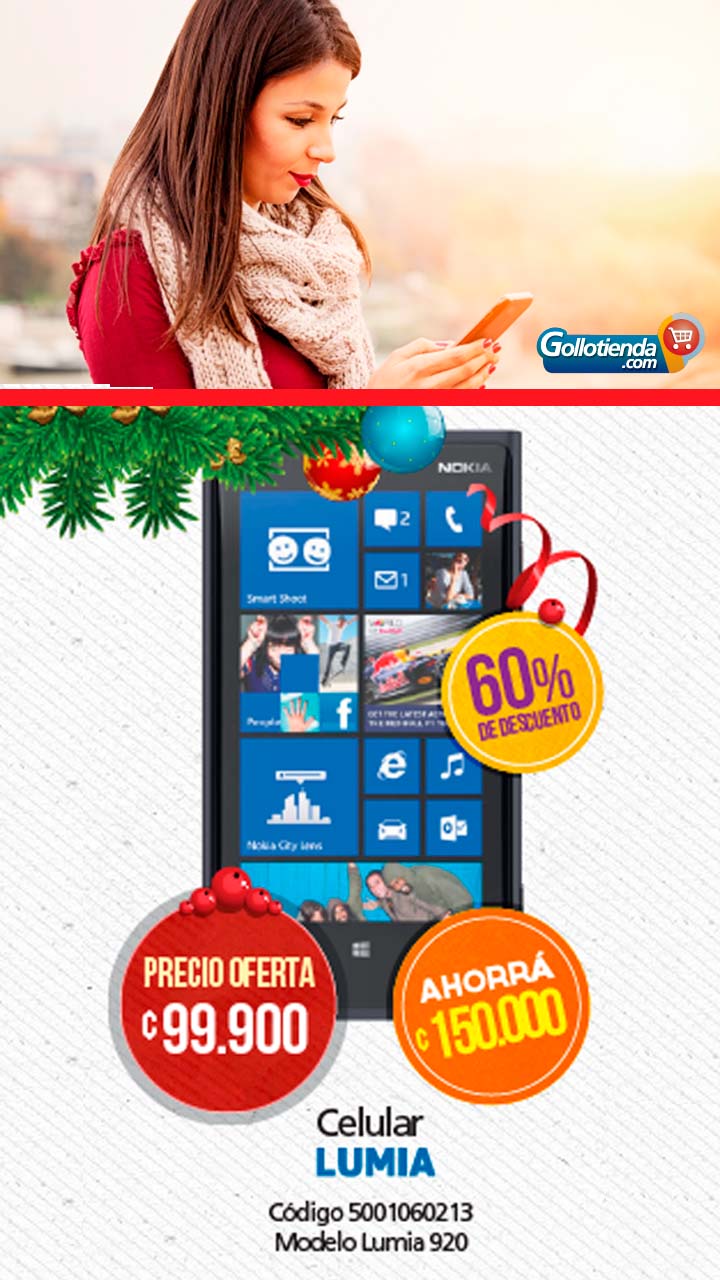 Gollotienda
.com
NOKIA
2
1
Smart Shoot
People
f
Nokia City Lens
60%
DE DESCUENTO
PRECIO OFERTA
¢99.900
AHORRÁ
¢150.000
Celular
LUMIA
Código 5001060213
Modelo Lumia 920